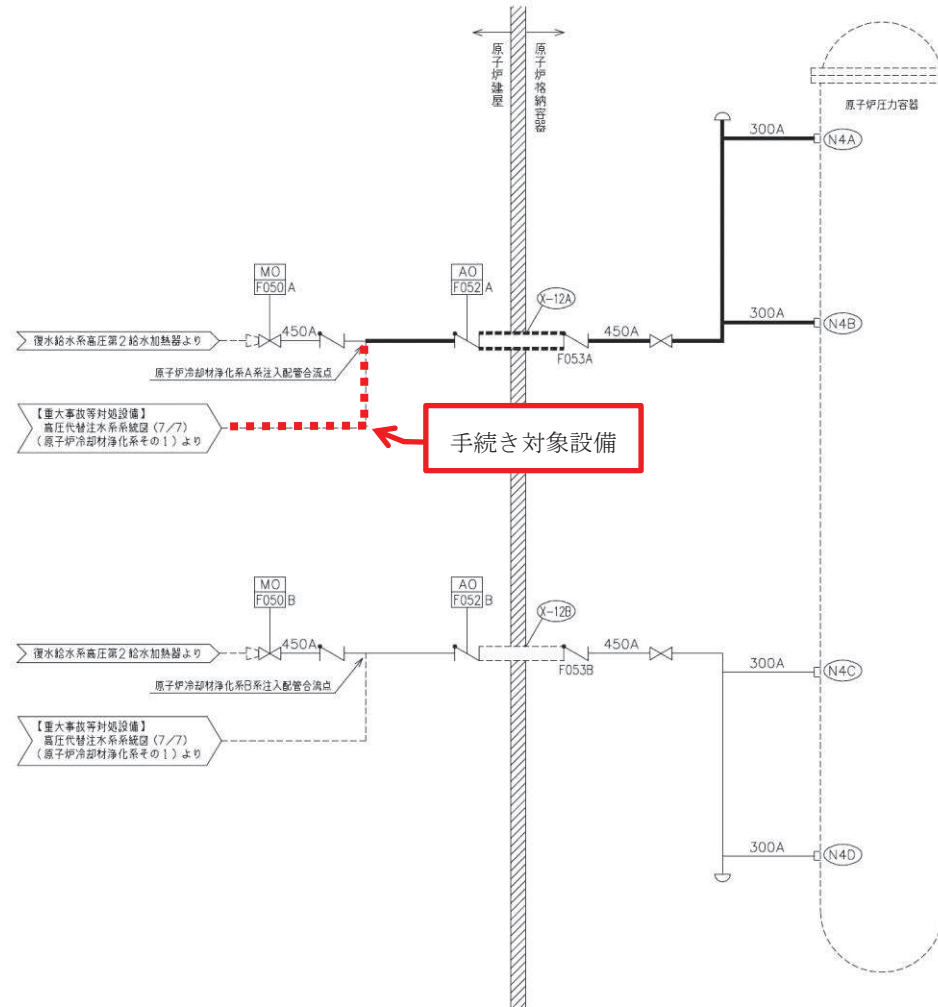 原子炉建屋
原子炉格納容器
原子炉圧力容器
300A
N4A
MO
F050 A
AO
F052 A
X-12A
300A
N4B
復水給水系高圧第2給水加熱器より
450A
450A
F053A
原子炉冷却材浄化系A系注入配管合流点
【重大事故等対処設備】
高圧代替注水系系統図(7/7)
(原子炉冷却材浄化系その1)より
手続き対象設備
MO
F050 B
AO
F052 B
X-12B
復水給水系高圧第2給水加熱器より
450A
450A
F053B
300A
N4C
原子炉冷却材浄化系B系注入配管合流点
【重大事故等対処設備】
高圧代替注水系系統図(7/7)
(原子炉冷却材浄化系その1)より
300A
N4D